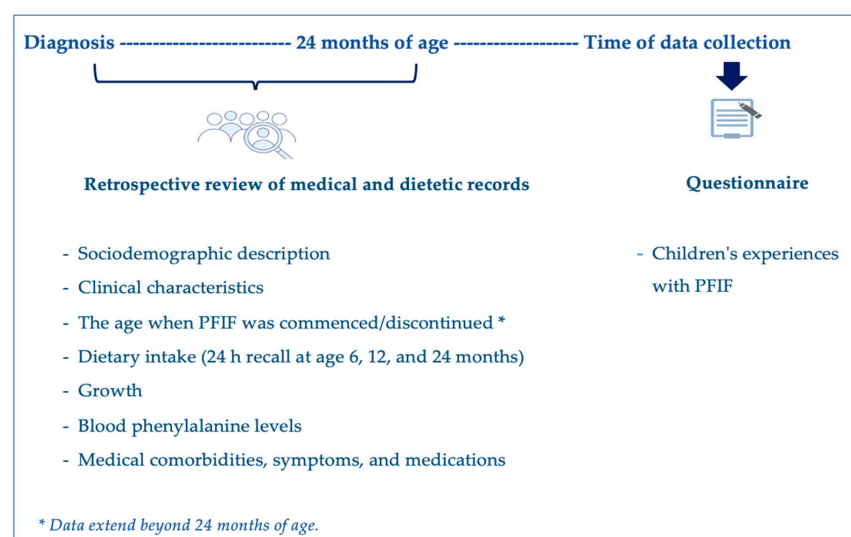 Diagnosis -------------------------- 24 months of age ------------------- Time of data collection
Retrospective review of medical and dietetic records
Questionnaire
- Sociodemographic description
- Clinical characteristics
- The age when PFIF was commenced/discontinued *
- Dietary intake (24 h recall at age 6, 12, and 24 months)
- Growth
- Blood phenylalanine levels
- Medical comorbidities, symptoms, and medications
- Children's experiences
with PFIF
* Data extend beyond 24 months of age.